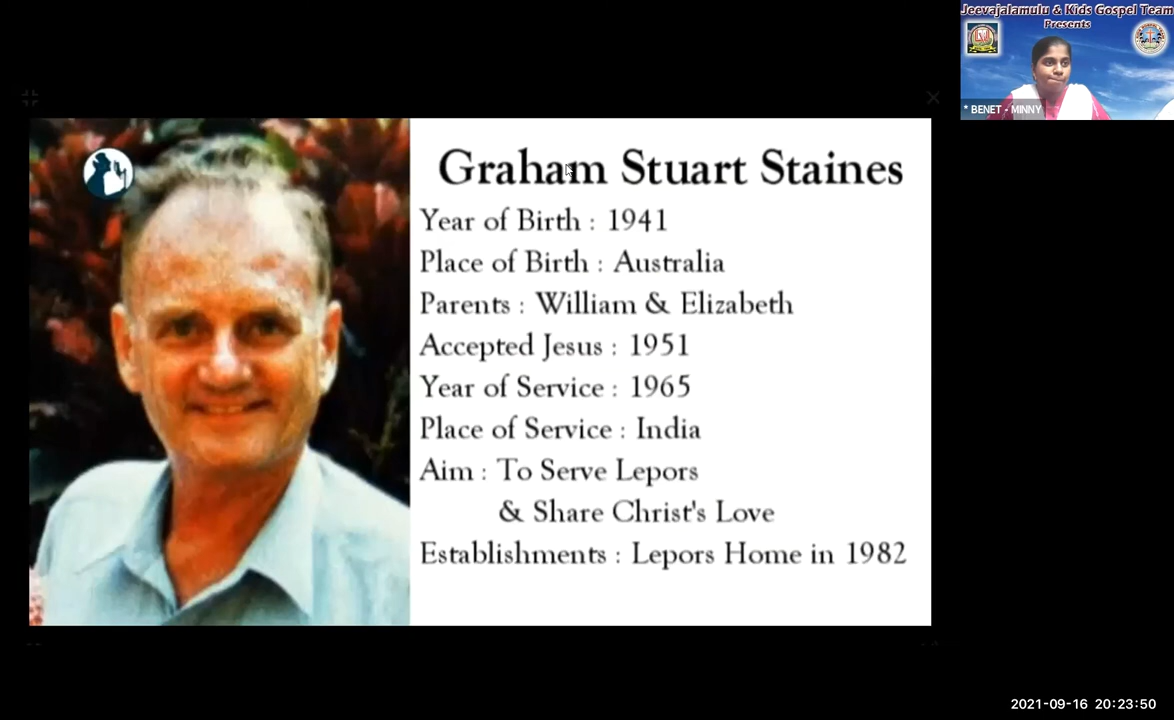 Jeevajalamulu & Kids Gospel Team
Presents
* BENET - MINNY
Graham Stuart Staines
Year of Birth : 1941
Place of Birth : Australia
Parents : William & Elizabeth
Accepted Jesus : 1951
Year of Service : 1965
Place of Service : India
Aim : To Serve Lepors
& Share Christ's Love
Establishments : Lepors Home in 1982
2021-09-16 20:23:50